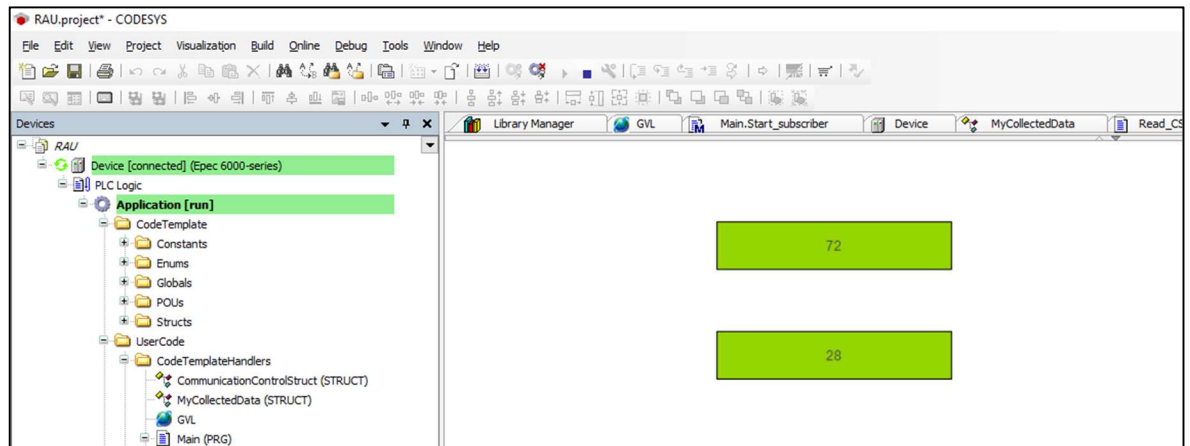 RAU.project* - CODESYS
File Edit View Project Visualization Build Online Debug Tools Window Help
Devices
Library Manager GVL Main.Start_subscriber Device MyCollectedData Read_CS
RAU
Device [connected] (Epec 6000-series)
PLC Logic
Application [run]
CodeTemplate
Constants
Enums
Globals
POUs
Structs
UserCode
CodeTemplateHandlers
CommunicationControlStruct (STRUCT)
MyCollectedData (STRUCT)
GVL
Main (PRG)
72
28